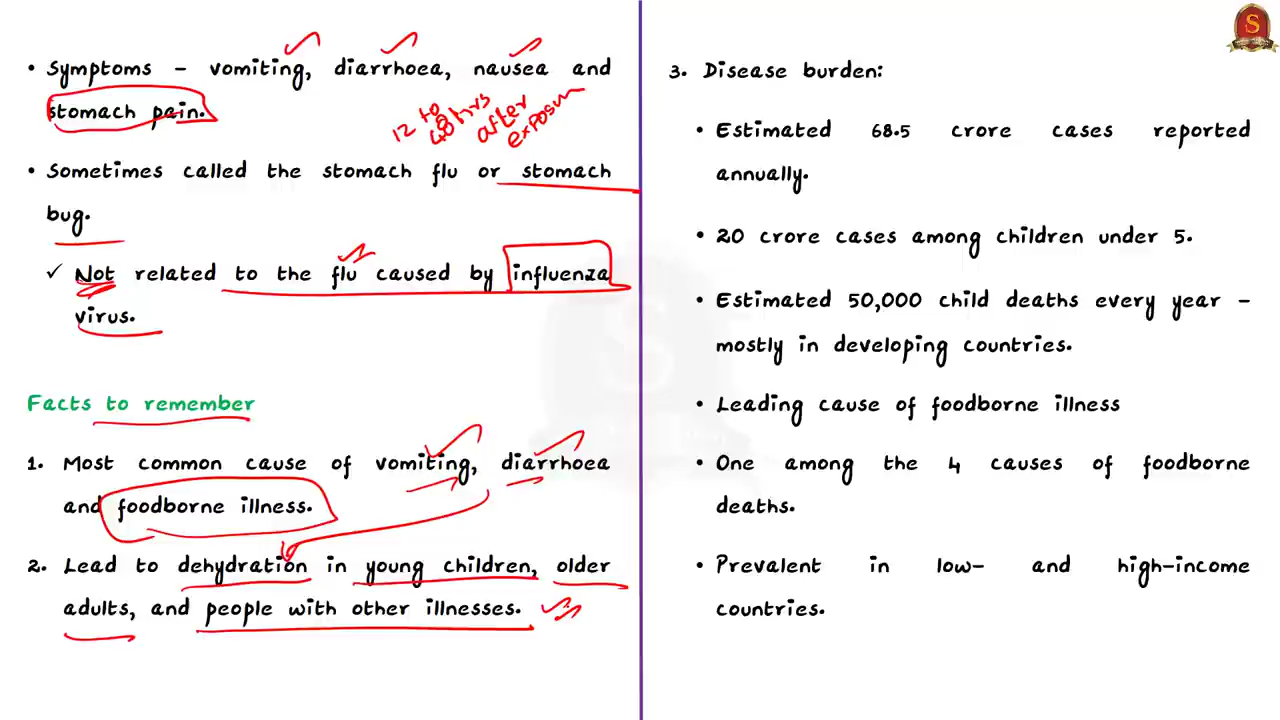 • Symptoms - vomiting, diarrhoea, nausea and
stomach pain.
12 to
48 hrs
after
exposure
• Sometimes called the stomach flu or stomach
bug.
✓ Not related to the flu caused by influenza
virus.
Facts to remember
1. Most common cause of vomiting, diarrhoea
and foodborne illness.
2. Lead to dehydration in young children, older
adults, and people with other illnesses.
3. Disease burden:
• Estimated 68.5 crore cases reported
annually.
• 20 crore cases among children under 5.
• Estimated 50,000 child deaths every year -
mostly in developing countries.
• Leading cause of foodborne illness
• One among the 4 causes of foodborne
deaths.
• Prevalent in low- and high-income
countries.
S